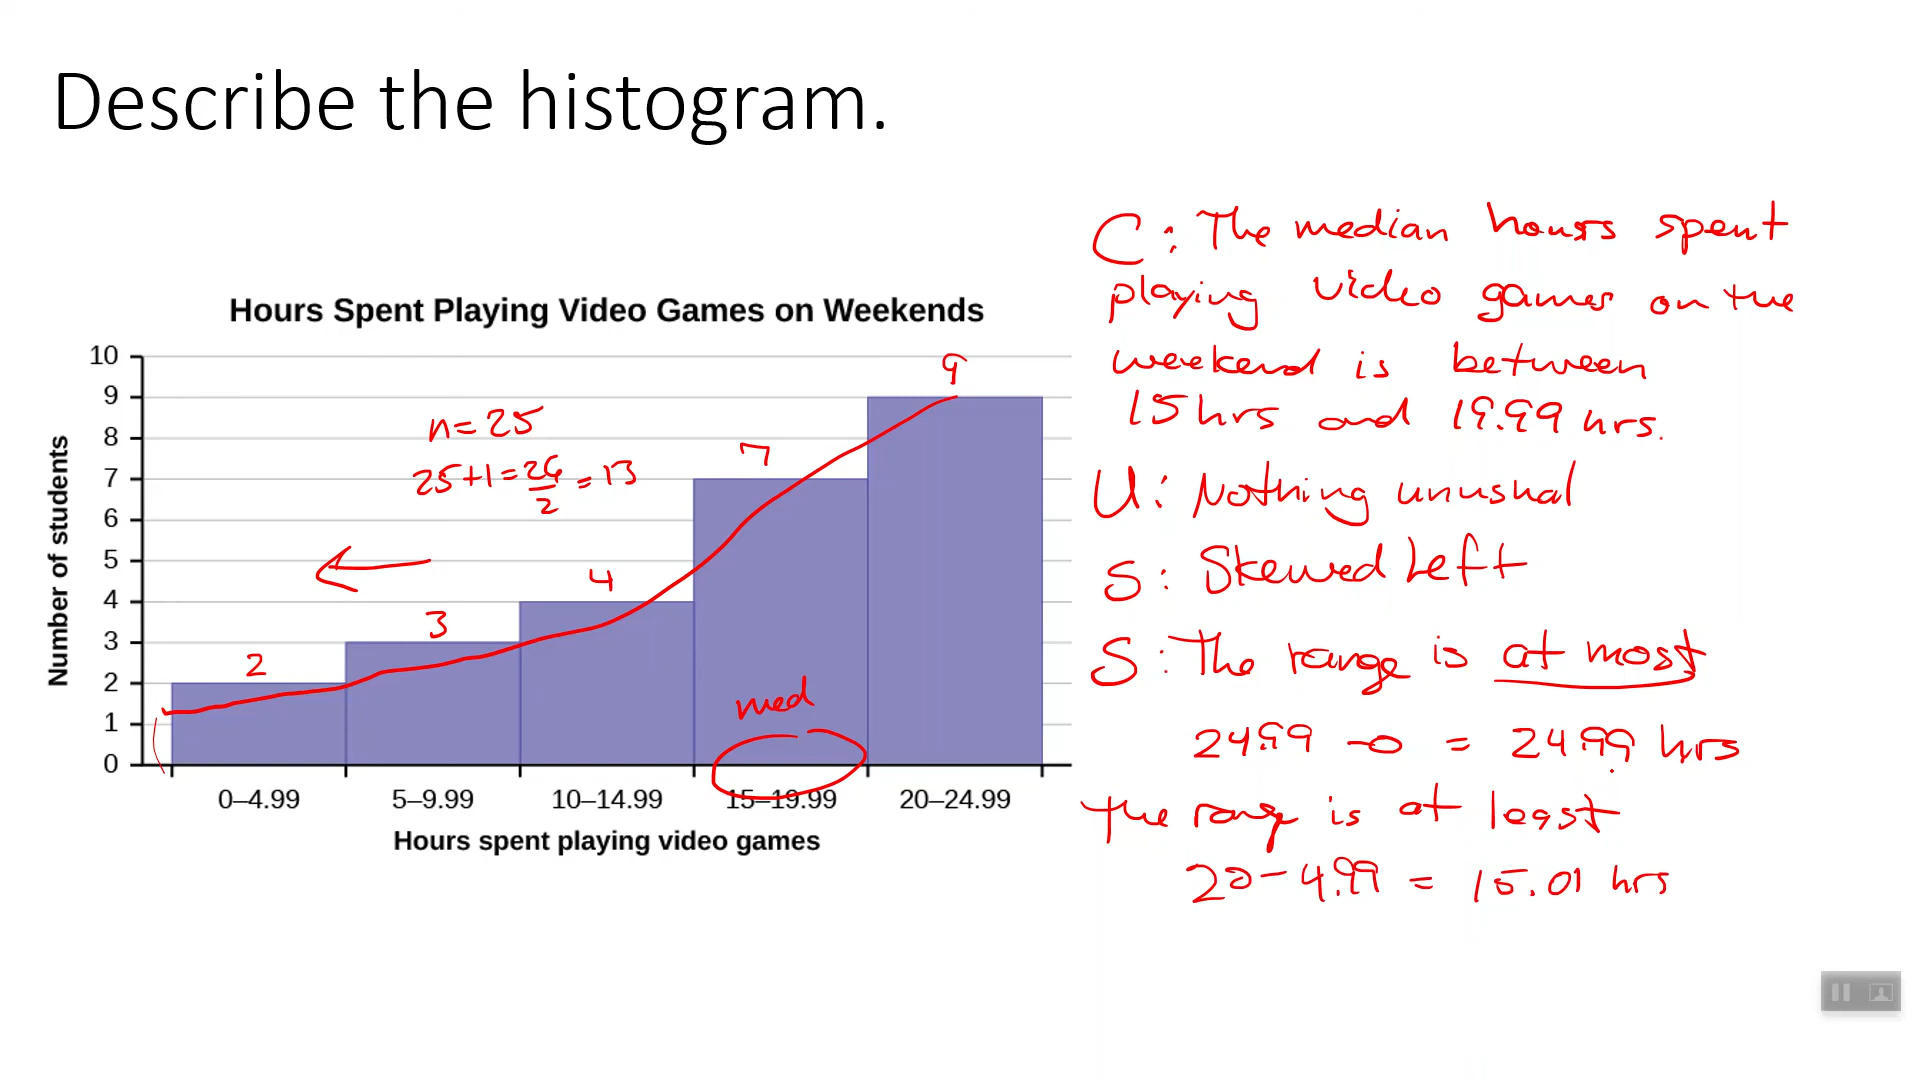 Describe the histogram.
Hours Spent Playing Video Games on Weekends
Number of students
10
9
8
7
6
5
4
3
2
1
0
0–4.99 5–9.99 10–14.99 15–19.99 20–24.99
Hours spent playing video games
n=25
25+1=26/2=13
2
3
4
7
9
med
C: The median hours spent
playing video games on the
weekend is between
15 hrs and 19.99 hrs.
U: Nothing unusual
S: Skewed Left
S: The range is at most
24.99 - 0 = 24.99 hrs
The range is at least
20 - 4.99 = 15.01 hrs